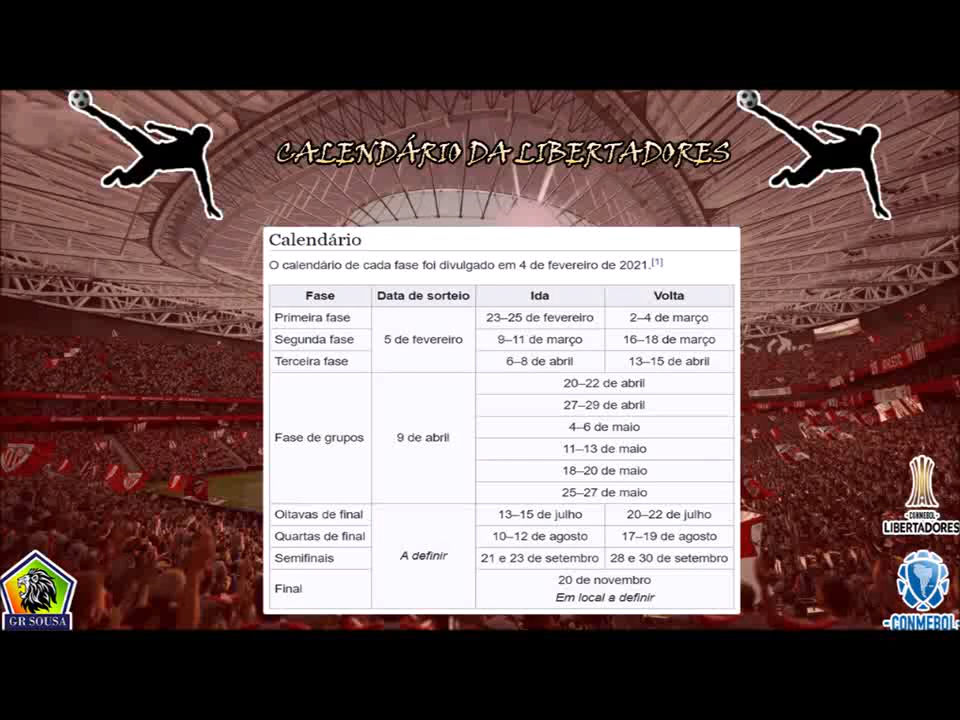 CALENDÁRIO DA LIBERTADORES
Calendário
O calendário de cada fase foi divulgado em 4 de fevereiro de 2021.[1]
Fase Data de sorteio Ida Volta
Primeira fase 23–25 de fevereiro 2–4 de março
Segunda fase 5 de fevereiro 9–11 de março 16–18 de março
Terceira fase 6–8 de abril 13–15 de abril
20–22 de abril
27–29 de abril
4–6 de maio
Fase de grupos 9 de abril
11–13 de maio
18–20 de maio
25–27 de maio
Oitavas de final 13–15 de julho 20–22 de julho
Quartas de final 10–12 de agosto 17–19 de agosto
A definir
Semifinais 21 e 23 de setembro 28 e 30 de setembro
Final 20 de novembro
Em local a definir
CONMEBOL
LIBERTADORES
GR SOUSA
CONMEBOL